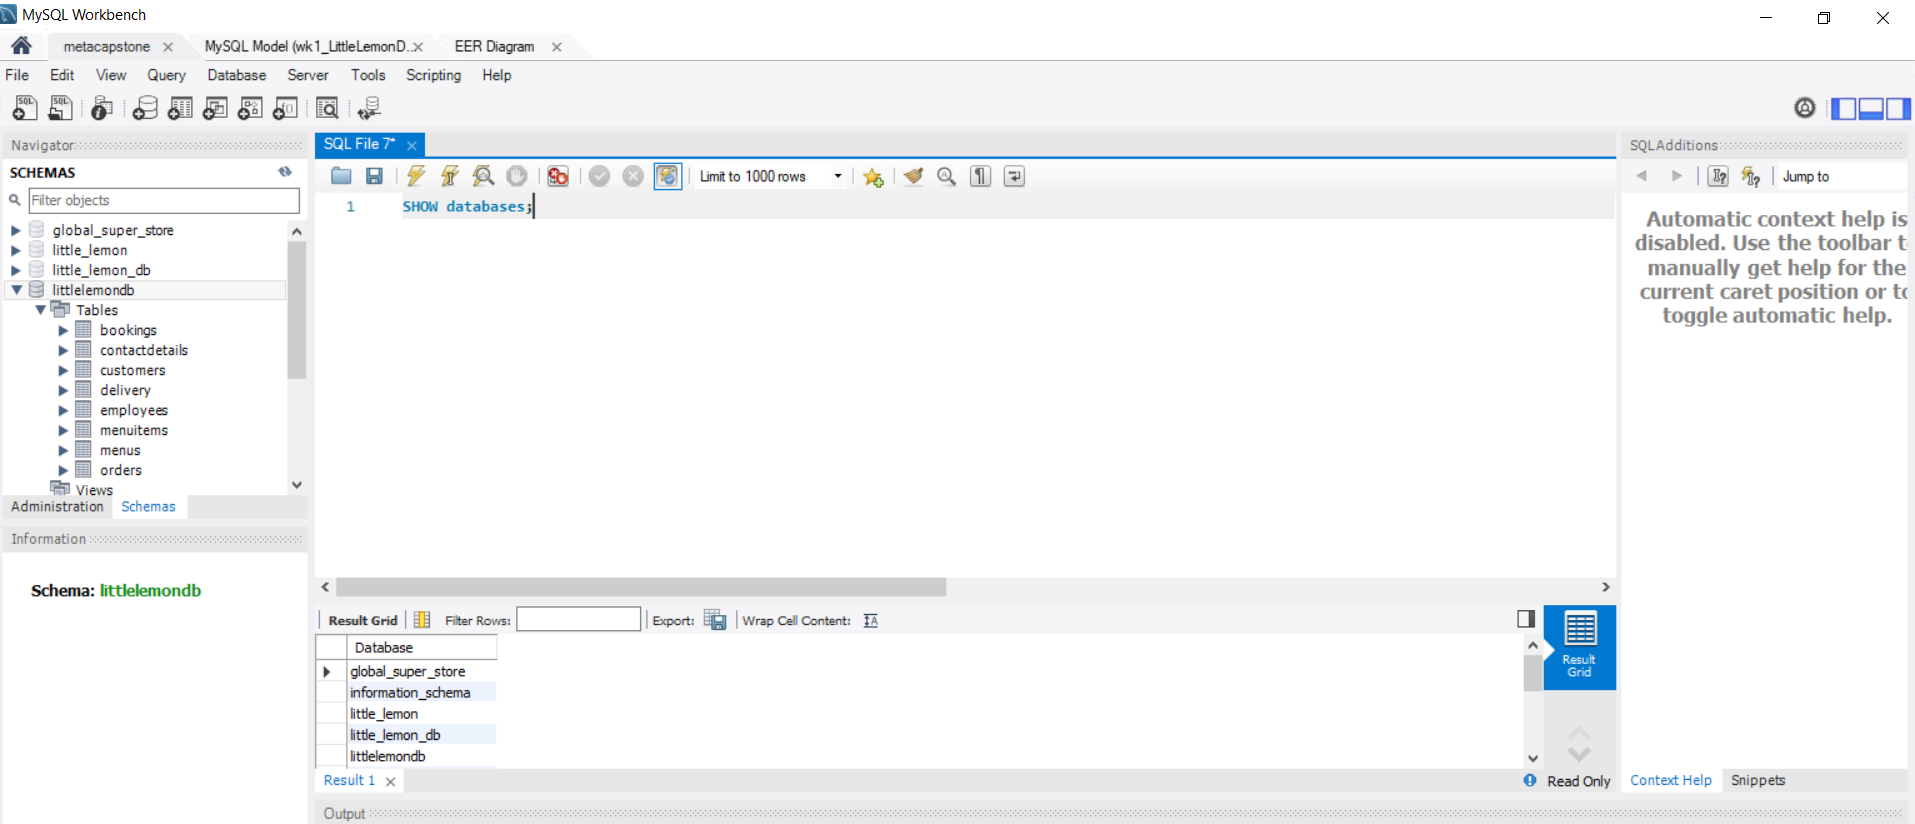 MySQL Workbench
metacapstone
MySQL Model (wk1_LittleLemonD..
EER Diagram
File Edit View Query Database Server Tools Scripting Help
Navigator
SCHEMAS
Filter objects
global_super_store
little_lemon
little_lemon_db
littlelemondb
Tables
bookings
contactdetails
customers
delivery
employees
menuitems
menus
orders
Views
Administration Schemas
Information
Schema: littlelemondb
SQL File 7*
Limit to 1000 rows
1 SHOW databases;
Result Grid Filter Rows: Export: Wrap Cell Content:
Database
global_super_store
information_schema
little_lemon
little_lemon_db
littlelemondb
Result
Grid
Result 1
Read Only
Output
SQLAdditions
Jump to
Automatic context help is
disabled. Use the toolbar t
manually get help for the
current caret position or to
toggle automatic help.
Context Help Snippets